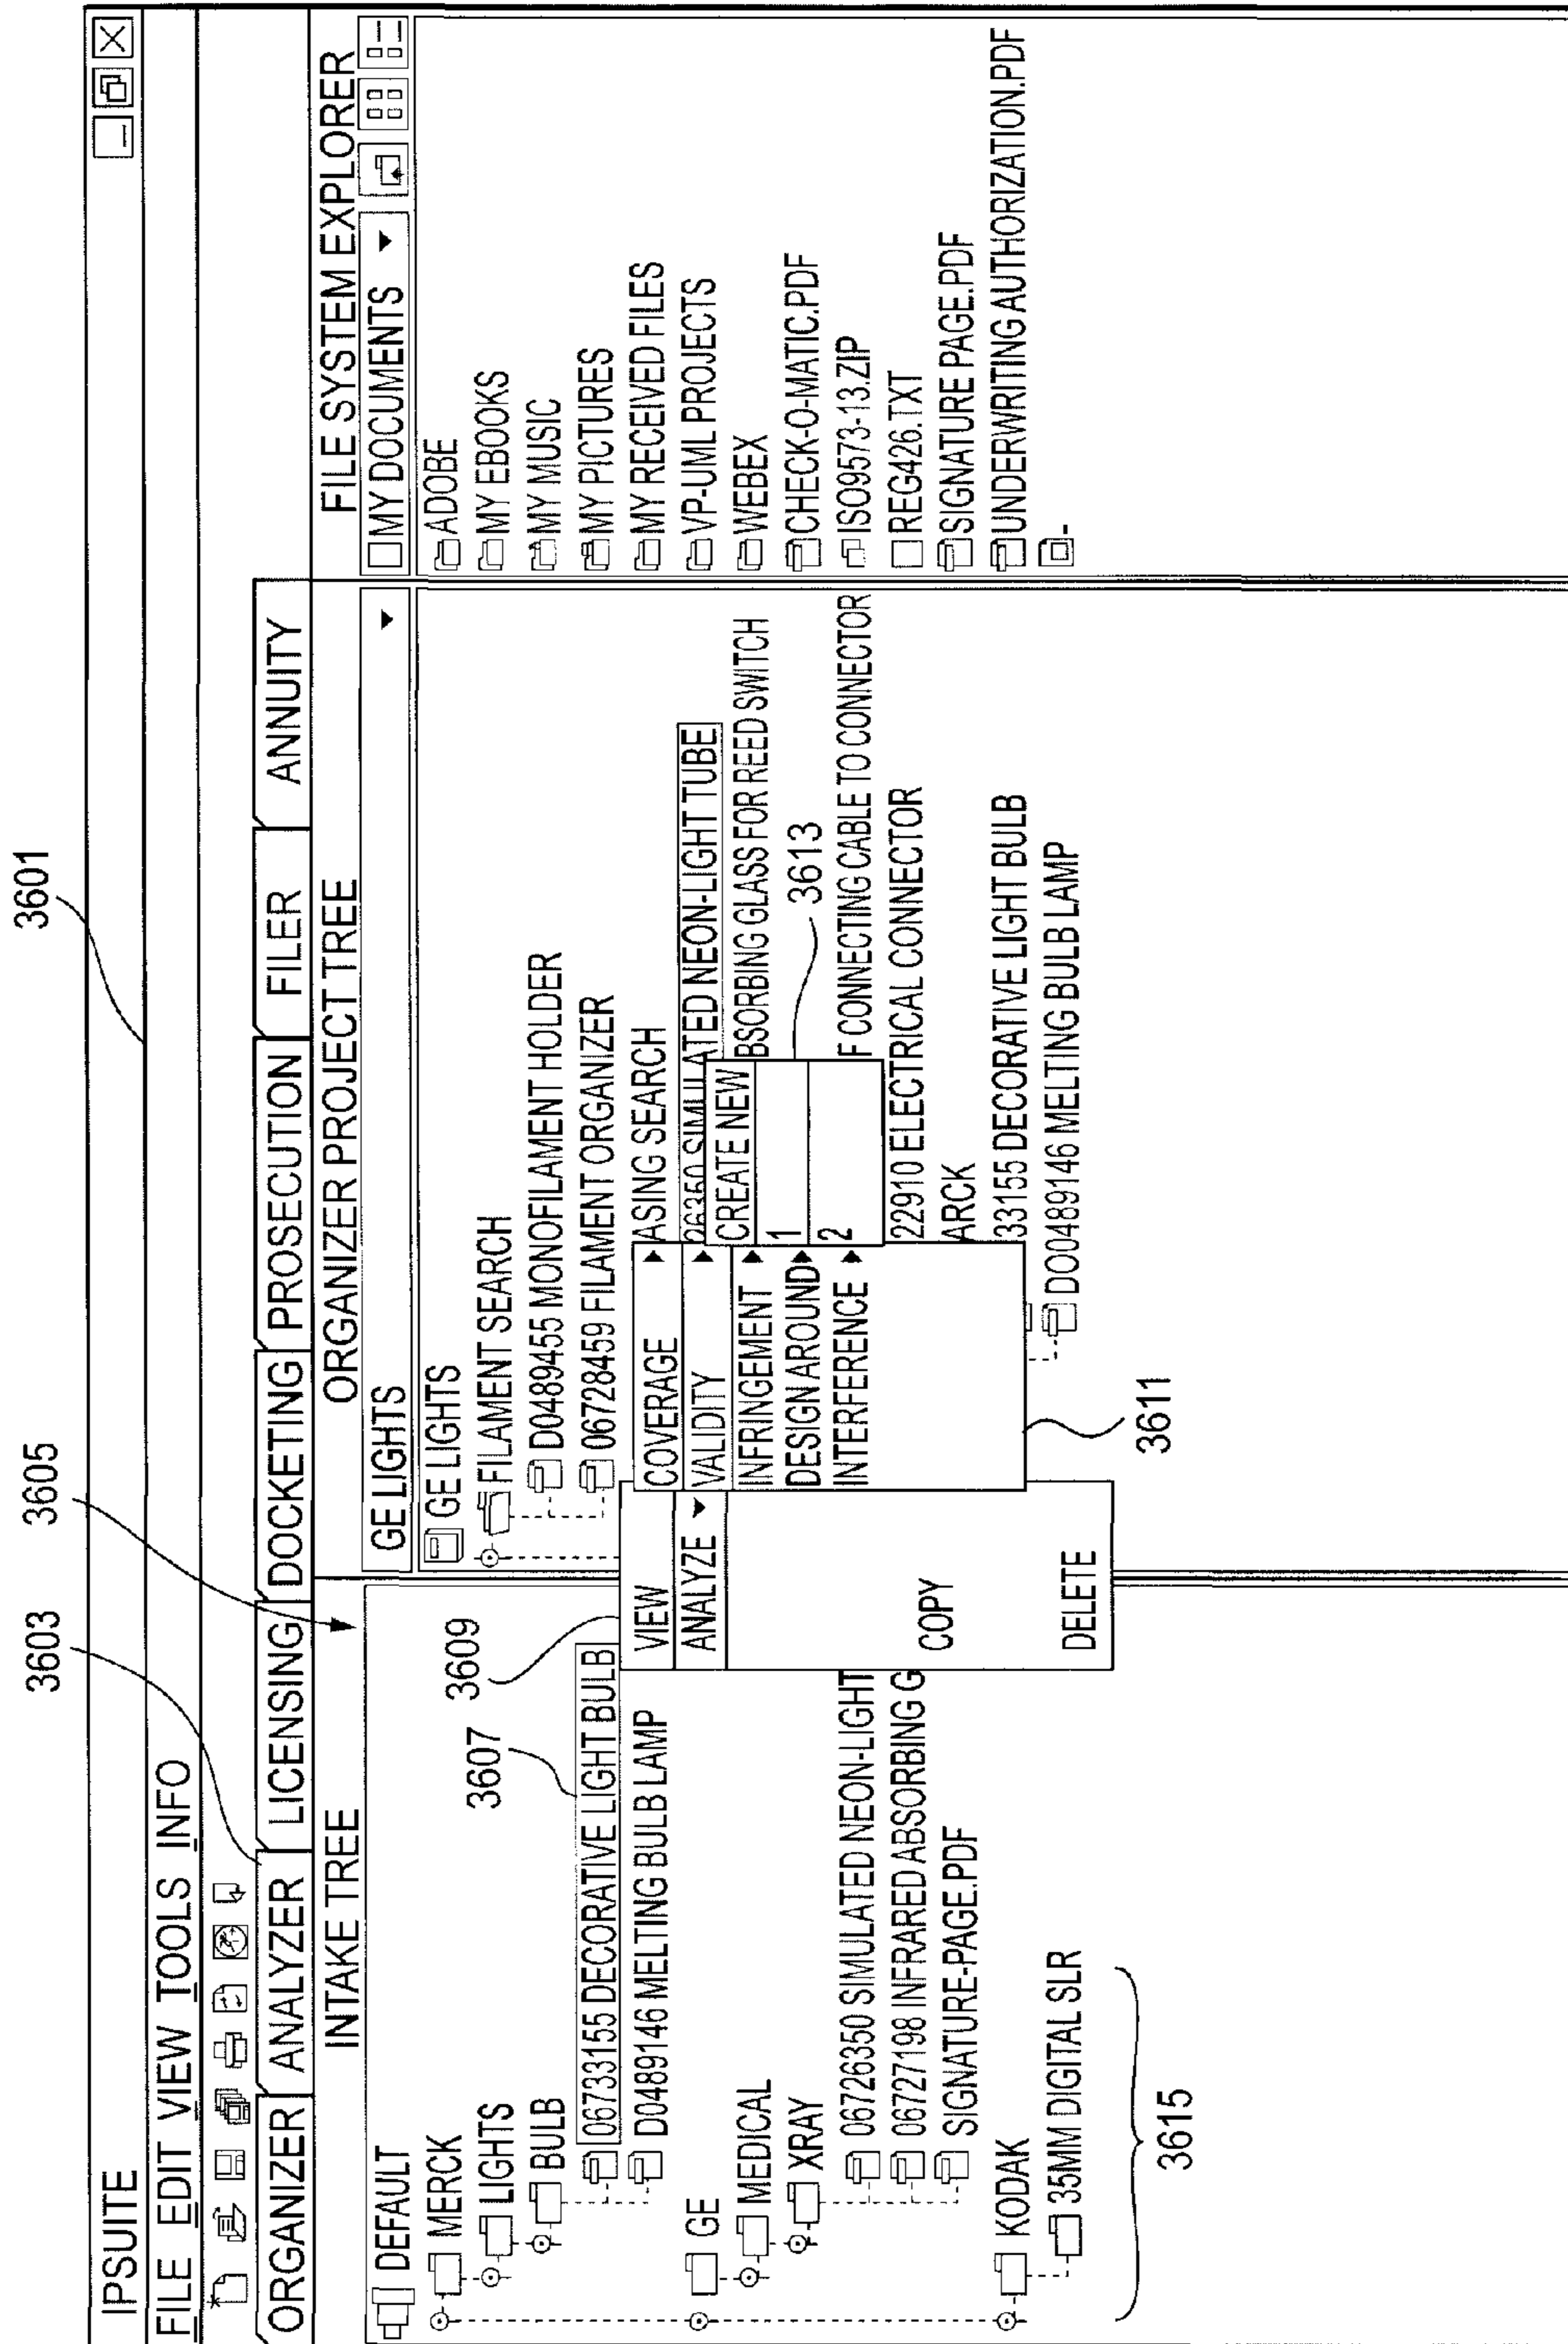 3601
IPSUITE
FILE EDIT VIEW TOOLS INFO
3603
3605
ORGANIZER
ANALYZER
LICENSING
DOCKETING
PROSECUTION
FILER
ANNUITY
INTAKE TREE
DEFAULT
MERCK
LIGHTS
BULB
06733155 DECORATIVE LIGHT BULB
D0489146 MELTING BULB LAMP
GE
MEDICAL
XRAY
06726350 SIMULATED NEON-LIGHT
06727198 INFRARED ABSORBING G
SIGNATURE-PAGE.PDF
KODAK
35MM DIGITAL SLR
3615
3607
3609
VIEW
ANALYZE
COPY
DELETE
COVERAGE
VALIDITY
INFRINGEMENT
DESIGN AROUND
INTERFERENCE
3611
CREATE NEW
1
2
3613
ORGANIZER PROJECT TREE
GE LIGHTS
GE LIGHTS
FILAMENT SEARCH
D0489455 MONOFILAMENT HOLDER
06728459 FILAMENT ORGANIZER
ASING SEARCH
26350 SIMULATED NEON-LIGHT TUBE
BSORBING GLASS FOR REED SWITCH
F CONNECTING CABLE TO CONNECTOR
22910 ELECTRICAL CONNECTOR
ARCK
33155 DECORATIVE LIGHT BULB
DO0489146 MELTING BULB LAMP
FILE SYSTEM EXPLORER
MY DOCUMENTS
ADOBE
MY EBOOKS
MY MUSIC
MY PICTURES
MY RECEIVED FILES
VP-UML PROJECTS
WEBEX
CHECK-O-MATIC.PDF
ISO9573-13.ZIP
REG426.TXT
SIGNATURE PAGE.PDF
UNDERWRITING AUTHORIZATION.PDF
-